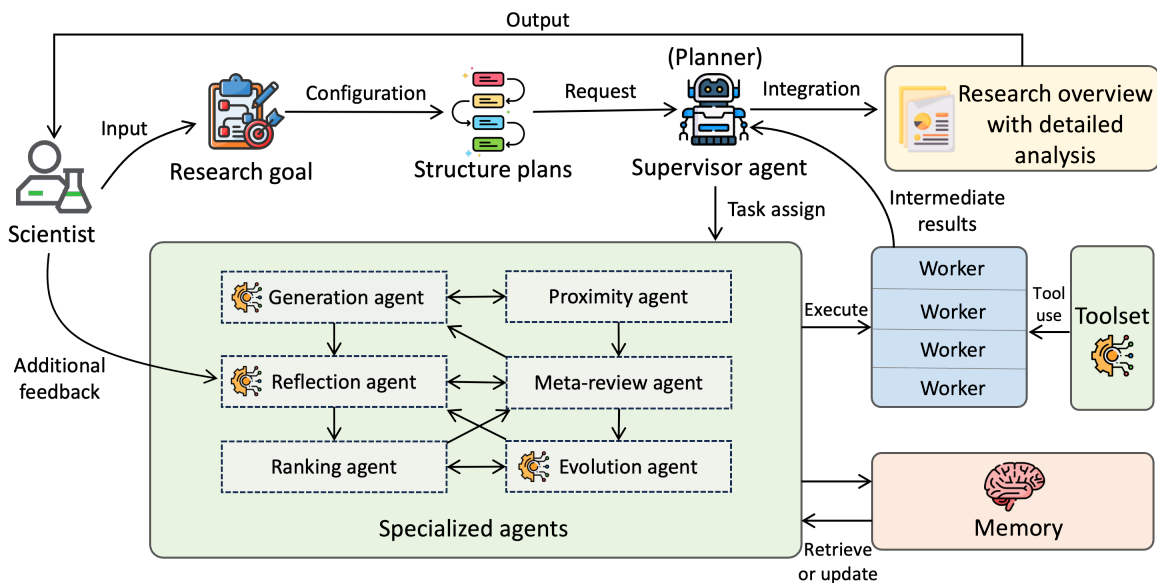 Output
(Planner)
Configuration
Request
Integration
Research overview
with detailed
analysis
Input
Research goal
Structure plans
Supervisor agent
Scientist
Task assign
Intermediate
results
Generation agent
Proximity agent
Worker
Execute
Worker
Tool
use
Toolset
Additional
feedback
Reflection agent
Meta-review agent
Worker
Worker
Ranking agent
Evolution agent
Specialized agents
Memory
Retrieve
or update